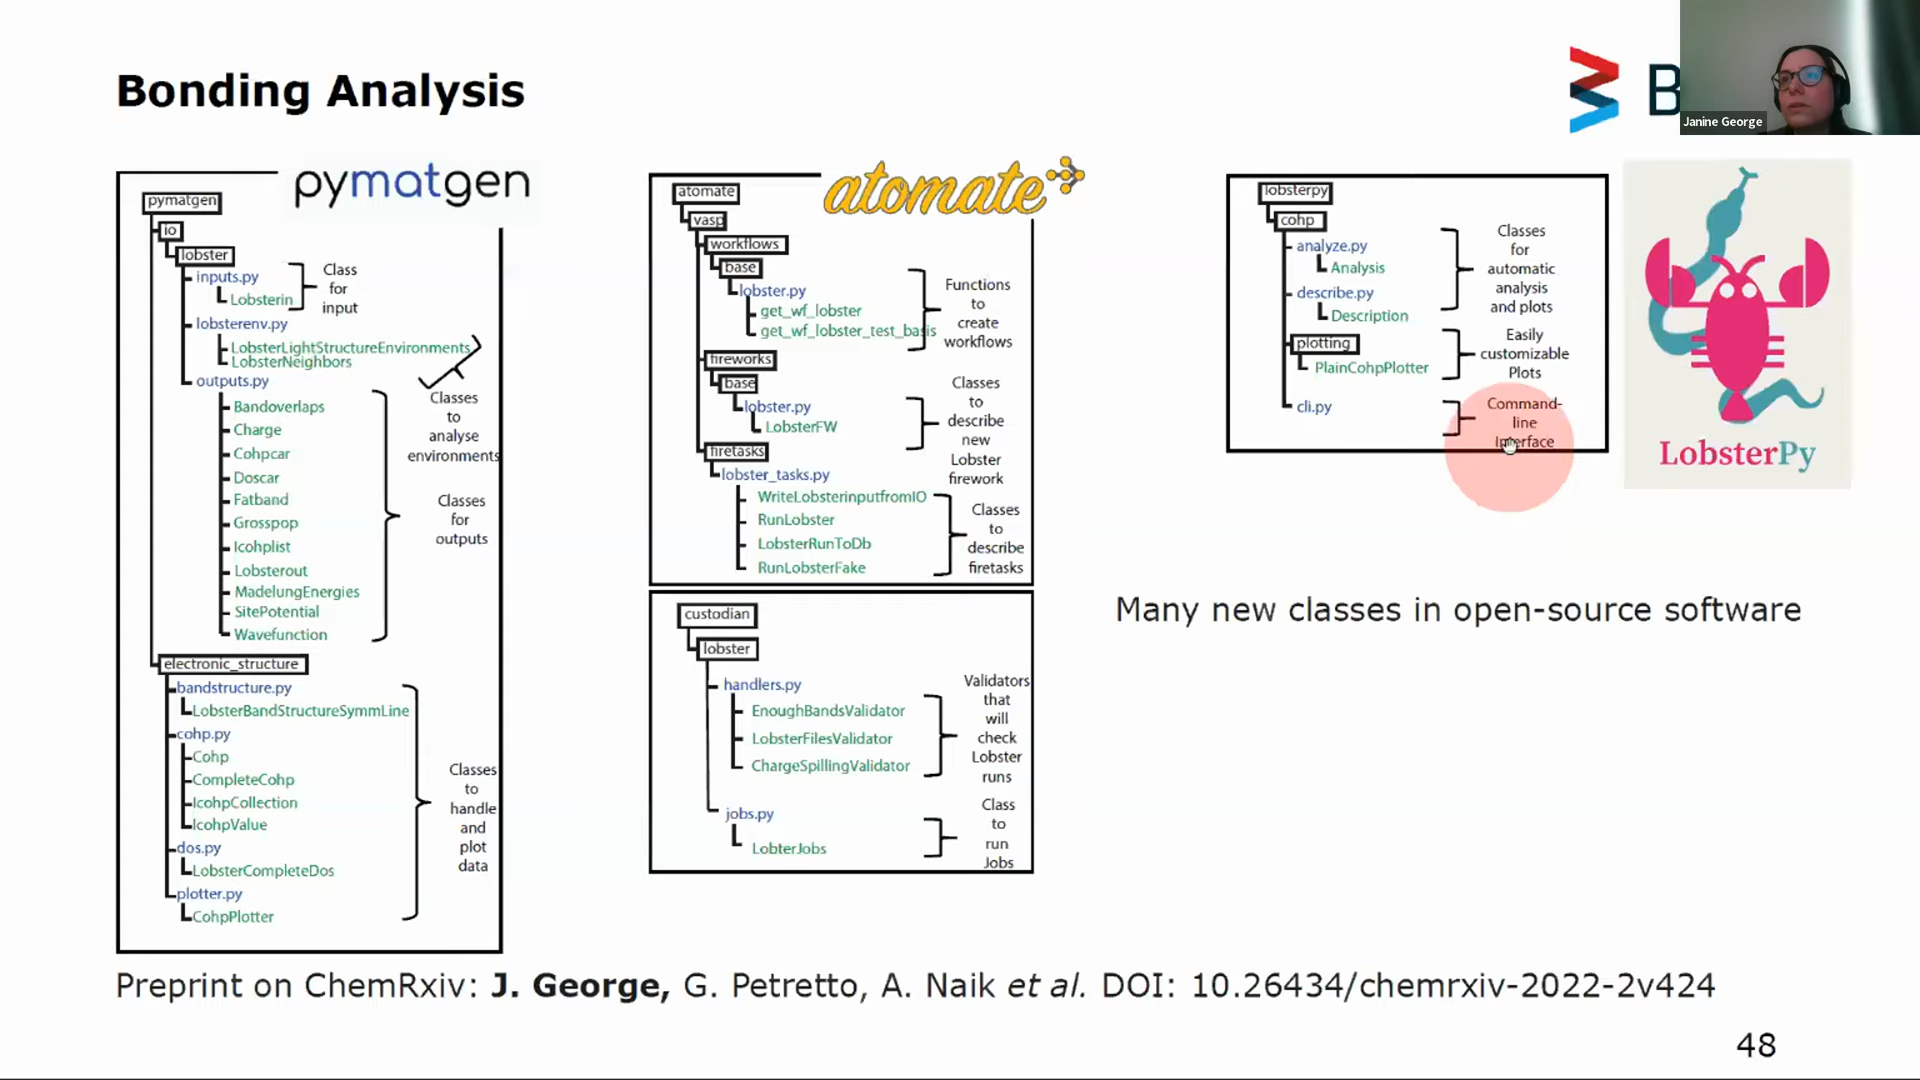 Bonding Analysis
B
Janine George
pymatgen
pymatgen
io
lobster
inputs.py
Lobsterin
Class
for
input
lobsterenv.py
LobsterLightStructureEnvironments
LobsterNeighbors
outputs.py
Classes
to
analyse
environments
Bandoverlaps
Charge
Cohpcar
Doscar
Fatband
Grosspop
Icohplist
Lobsterout
MadelungEnergies
SitePotential
Wavefunction
Classes
for
outputs
electronic_structure
bandstructure.py
LobsterBandStructureSymmLine
cohp.py
Cohp
CompleteCohp
IcohpCollection
IcohpValue
dos.py
LobsterCompleteDos
plotter.py
CohpPlotter
Classes
to
handle
and
plot
data
atomate
atomate
vasp
workflows
base
lobster.py
get_wf_lobster
get_wf_lobster_test_basis
Functions
to
create
workflows
fireworks
base
lobster.py
LobsterFW
Classes
to
describe
new
Lobster
firework
firetasks
lobster_tasks.py
WriteLobsterinputfromIO
RunLobster
LobsterRunToDb
RunLobsterFake
Classes
to
describe
firetasks
custodian
lobster
handlers.py
EnoughBandsValidator
LobsterFilesValidator
ChargeSpillingValidator
Validators
that
will
check
Lobster
runs
jobs.py
LobterJobs
Class
to
run
Jobs
lobsterpy
cohp
analyze.py
Analysis
describe.py
Description
Classes
for
automatic
analysis
and plots
plotting
PlainCohpPlotter
Easily
customizable
Plots
cli.py
Command-
line
interface
LobsterPy
Many new classes in open-source software
Preprint on ChemRxiv: J. George, G. Petretto, A. Naik et al. DOI: 10.26434/chemrxiv-2022-2v424
48